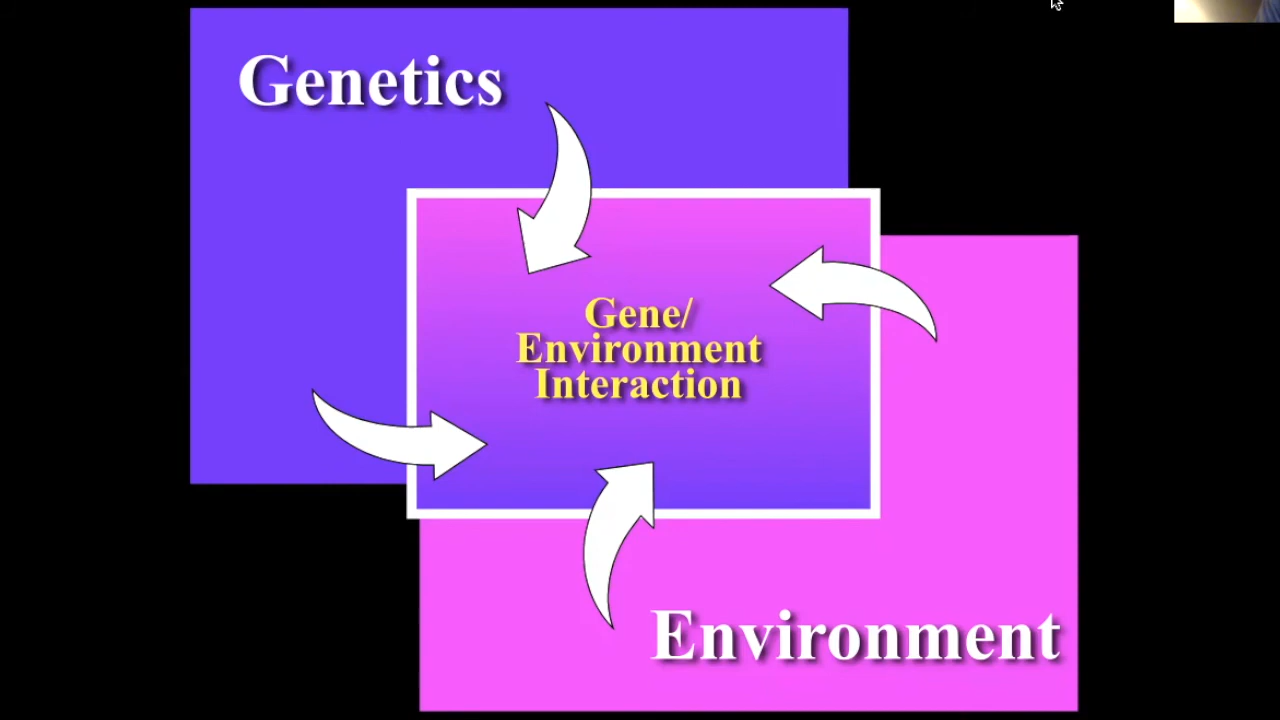 Genetics
Gene/
Environment
Interaction
Environment